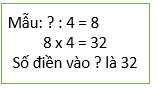 Mẫu: ? : 4 = 8
8 x 4 = 32
Số điền vào ? là 32